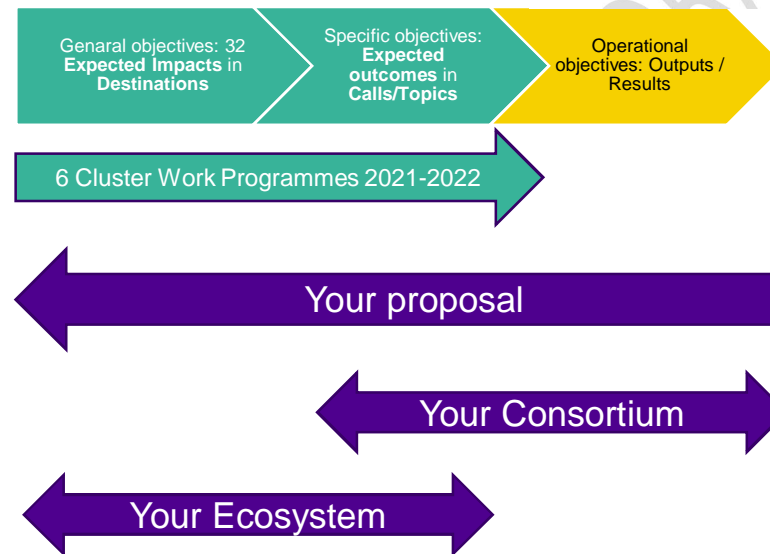 Genaral objectives: 32
Expected Impacts in
Destinations
Specific objectives:
Expected
outcomes in
Calls/Topics
Operational
objectives: Outputs /
Results
6 Cluster Work Programmes 2021-2022
Your proposal
Your Consortium
Your Ecosystem